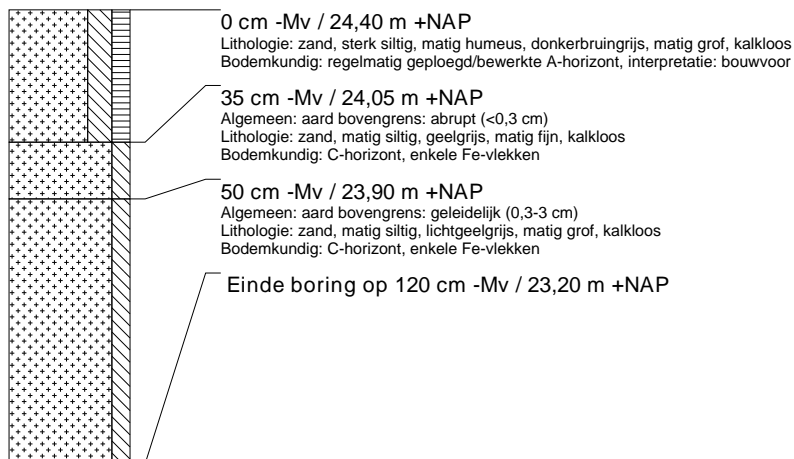 0 cm -Mv / 24,40 m +NAP
Lithologie: zand, sterk siltig, matig humeus, donkerbruingrijs, matig grof, kalkloos
Bodemkundig: regelmatig geploegd/bewerkte A-horizont, interpretatie: bouwvoor
35 cm -Mv / 24,05 m +NAP
Algemeen: aard bovengrens: abrupt (<0,3 cm)
Lithologie: zand, matig siltig, geelgrijs, matig fijn, kalkloos
Bodemkundig: C-horizont, enkele Fe-vlekken
50 cm -Mv / 23,90 m +NAP
Algemeen: aard bovengrens: geleidelijk (0,3-3 cm)
Lithologie: zand, matig siltig, lichtgeelgrijs, matig grof, kalkloos
Bodemkundig: C-horizont, enkele Fe-vlekken
Einde boring op 120 cm -Mv / 23,20 m +NAP